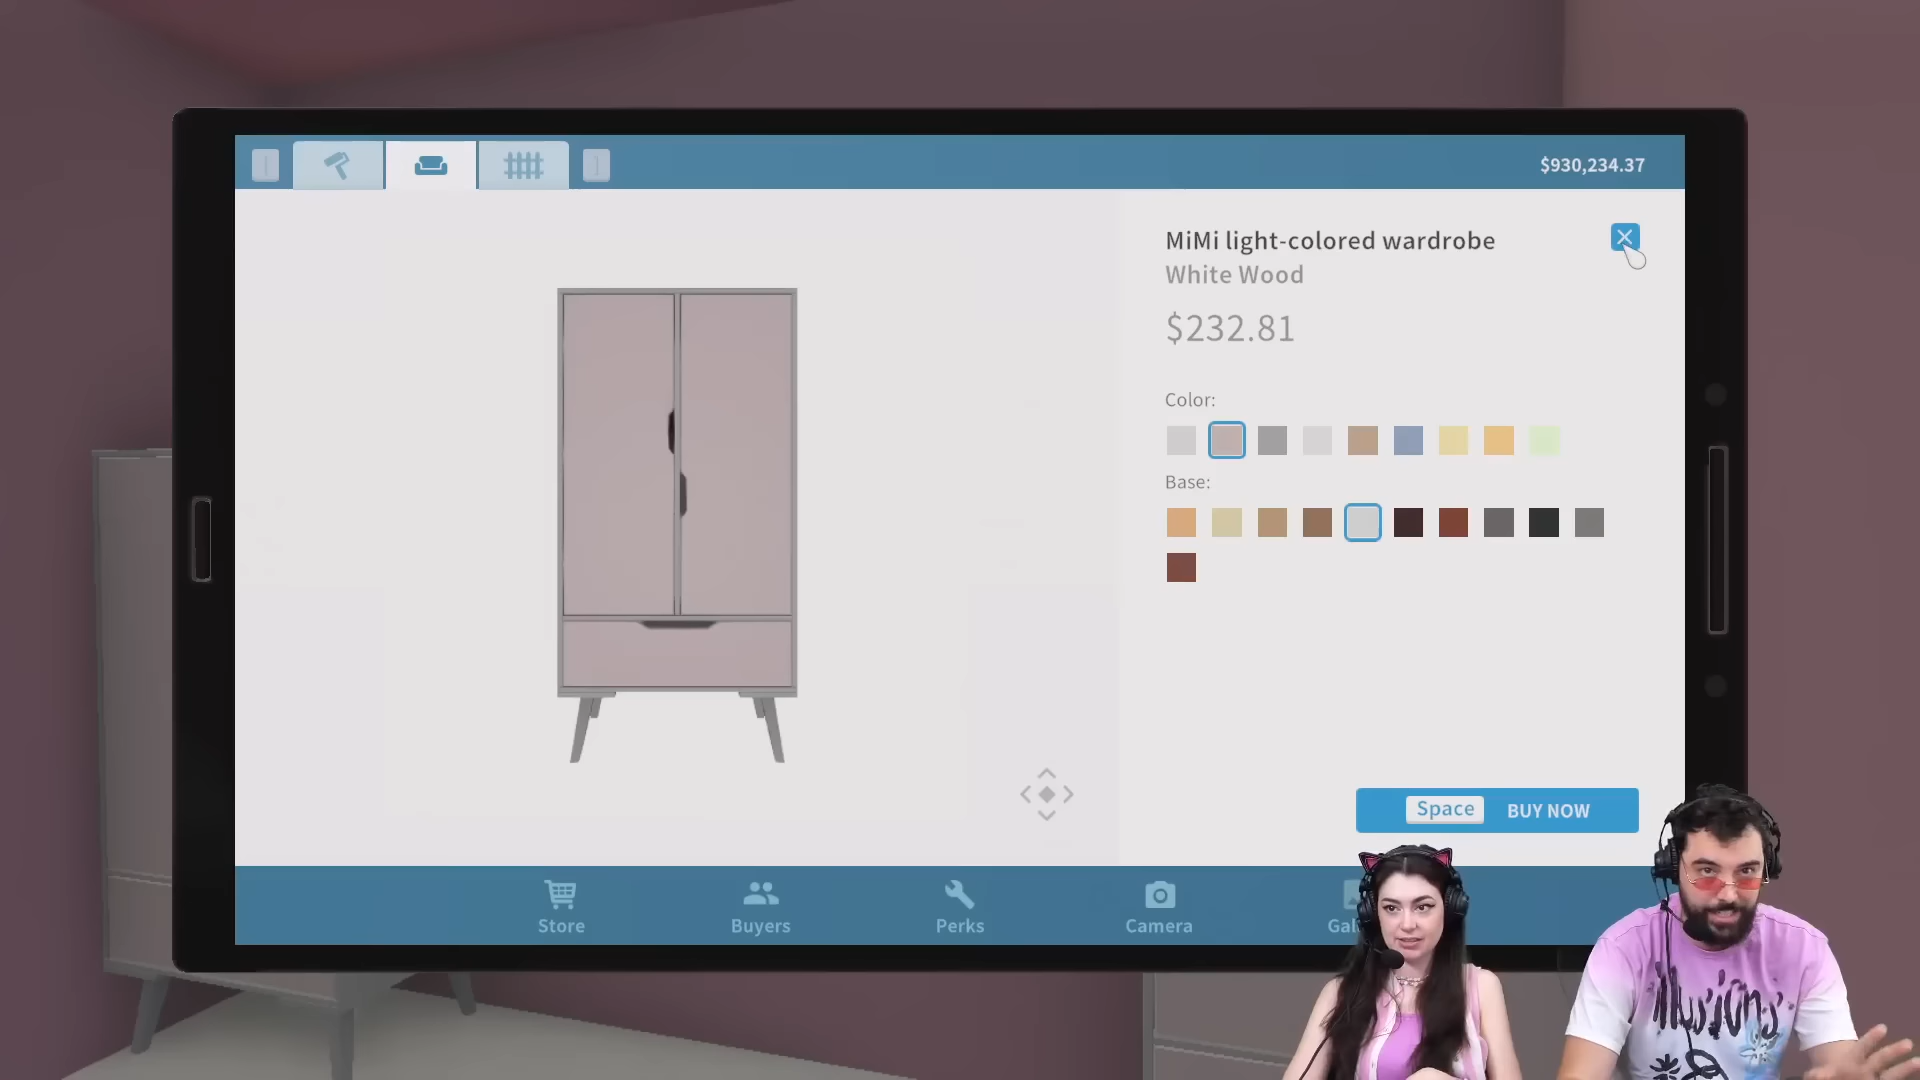 $930,234.37
MiMi light-colored wardrobe
White Wood
$232.81
Color:
Base:
Space BUY NOW
Store
Buyers
Perks
Camera
illusions